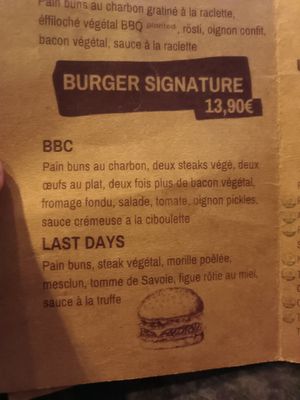 Pain buns au charbon gratiné à la raclette,
effiloché végétal BBQ planted, rösti, oignon confit,
bacon végétal, sauce à la raclette
BURGER SIGNATURE
13,90€
BBC
Pain buns au charbon, deux steaks végé, deux
œufs au plat, deux fois plus de bacon végétal,
fromage fondu, salade, tomate, oignon pickles,
sauce crémeuse à la ciboulette
LAST DAYS
Pain buns, steak végétal, morille poêlée,
mesclun, tomme de Savoie, figue rôtie au miel,
sauce à la truffe